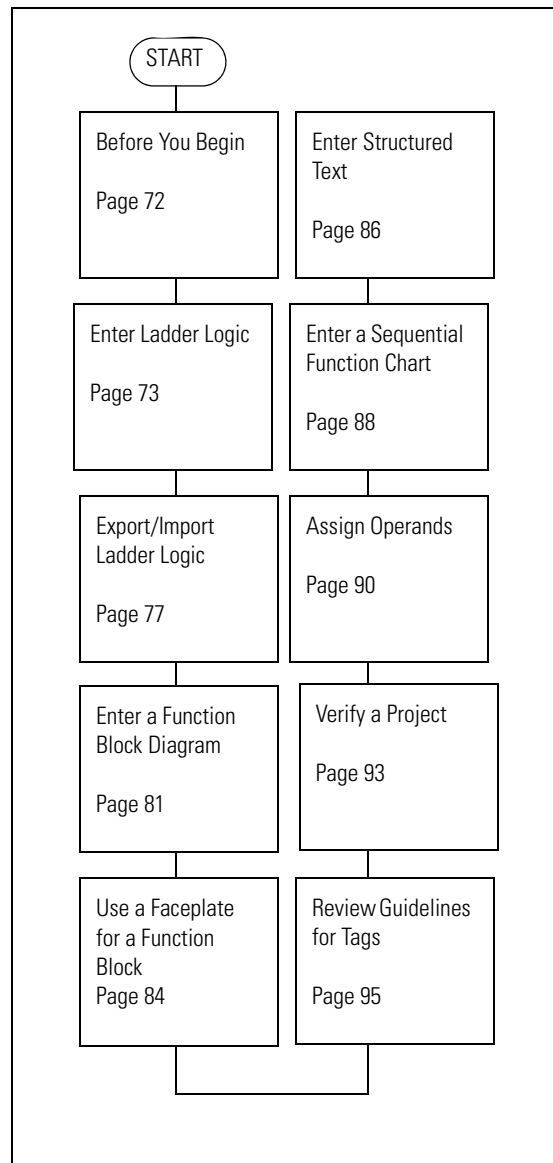 START
Before You Begin
Page 72
Enter Ladder Logic
Page 73
Export/Import
Ladder Logic
Page 77
Enter a Function
Block Diagram
Page 81
Use a Faceplate
for a Function
Block
Page 84
Enter Structured
Text
Page 86
Enter a Sequential
Function Chart
Page 88
Assign Operands
Page 90
Verify a Project
Page 93
Review Guidelines
for Tags
Page 95